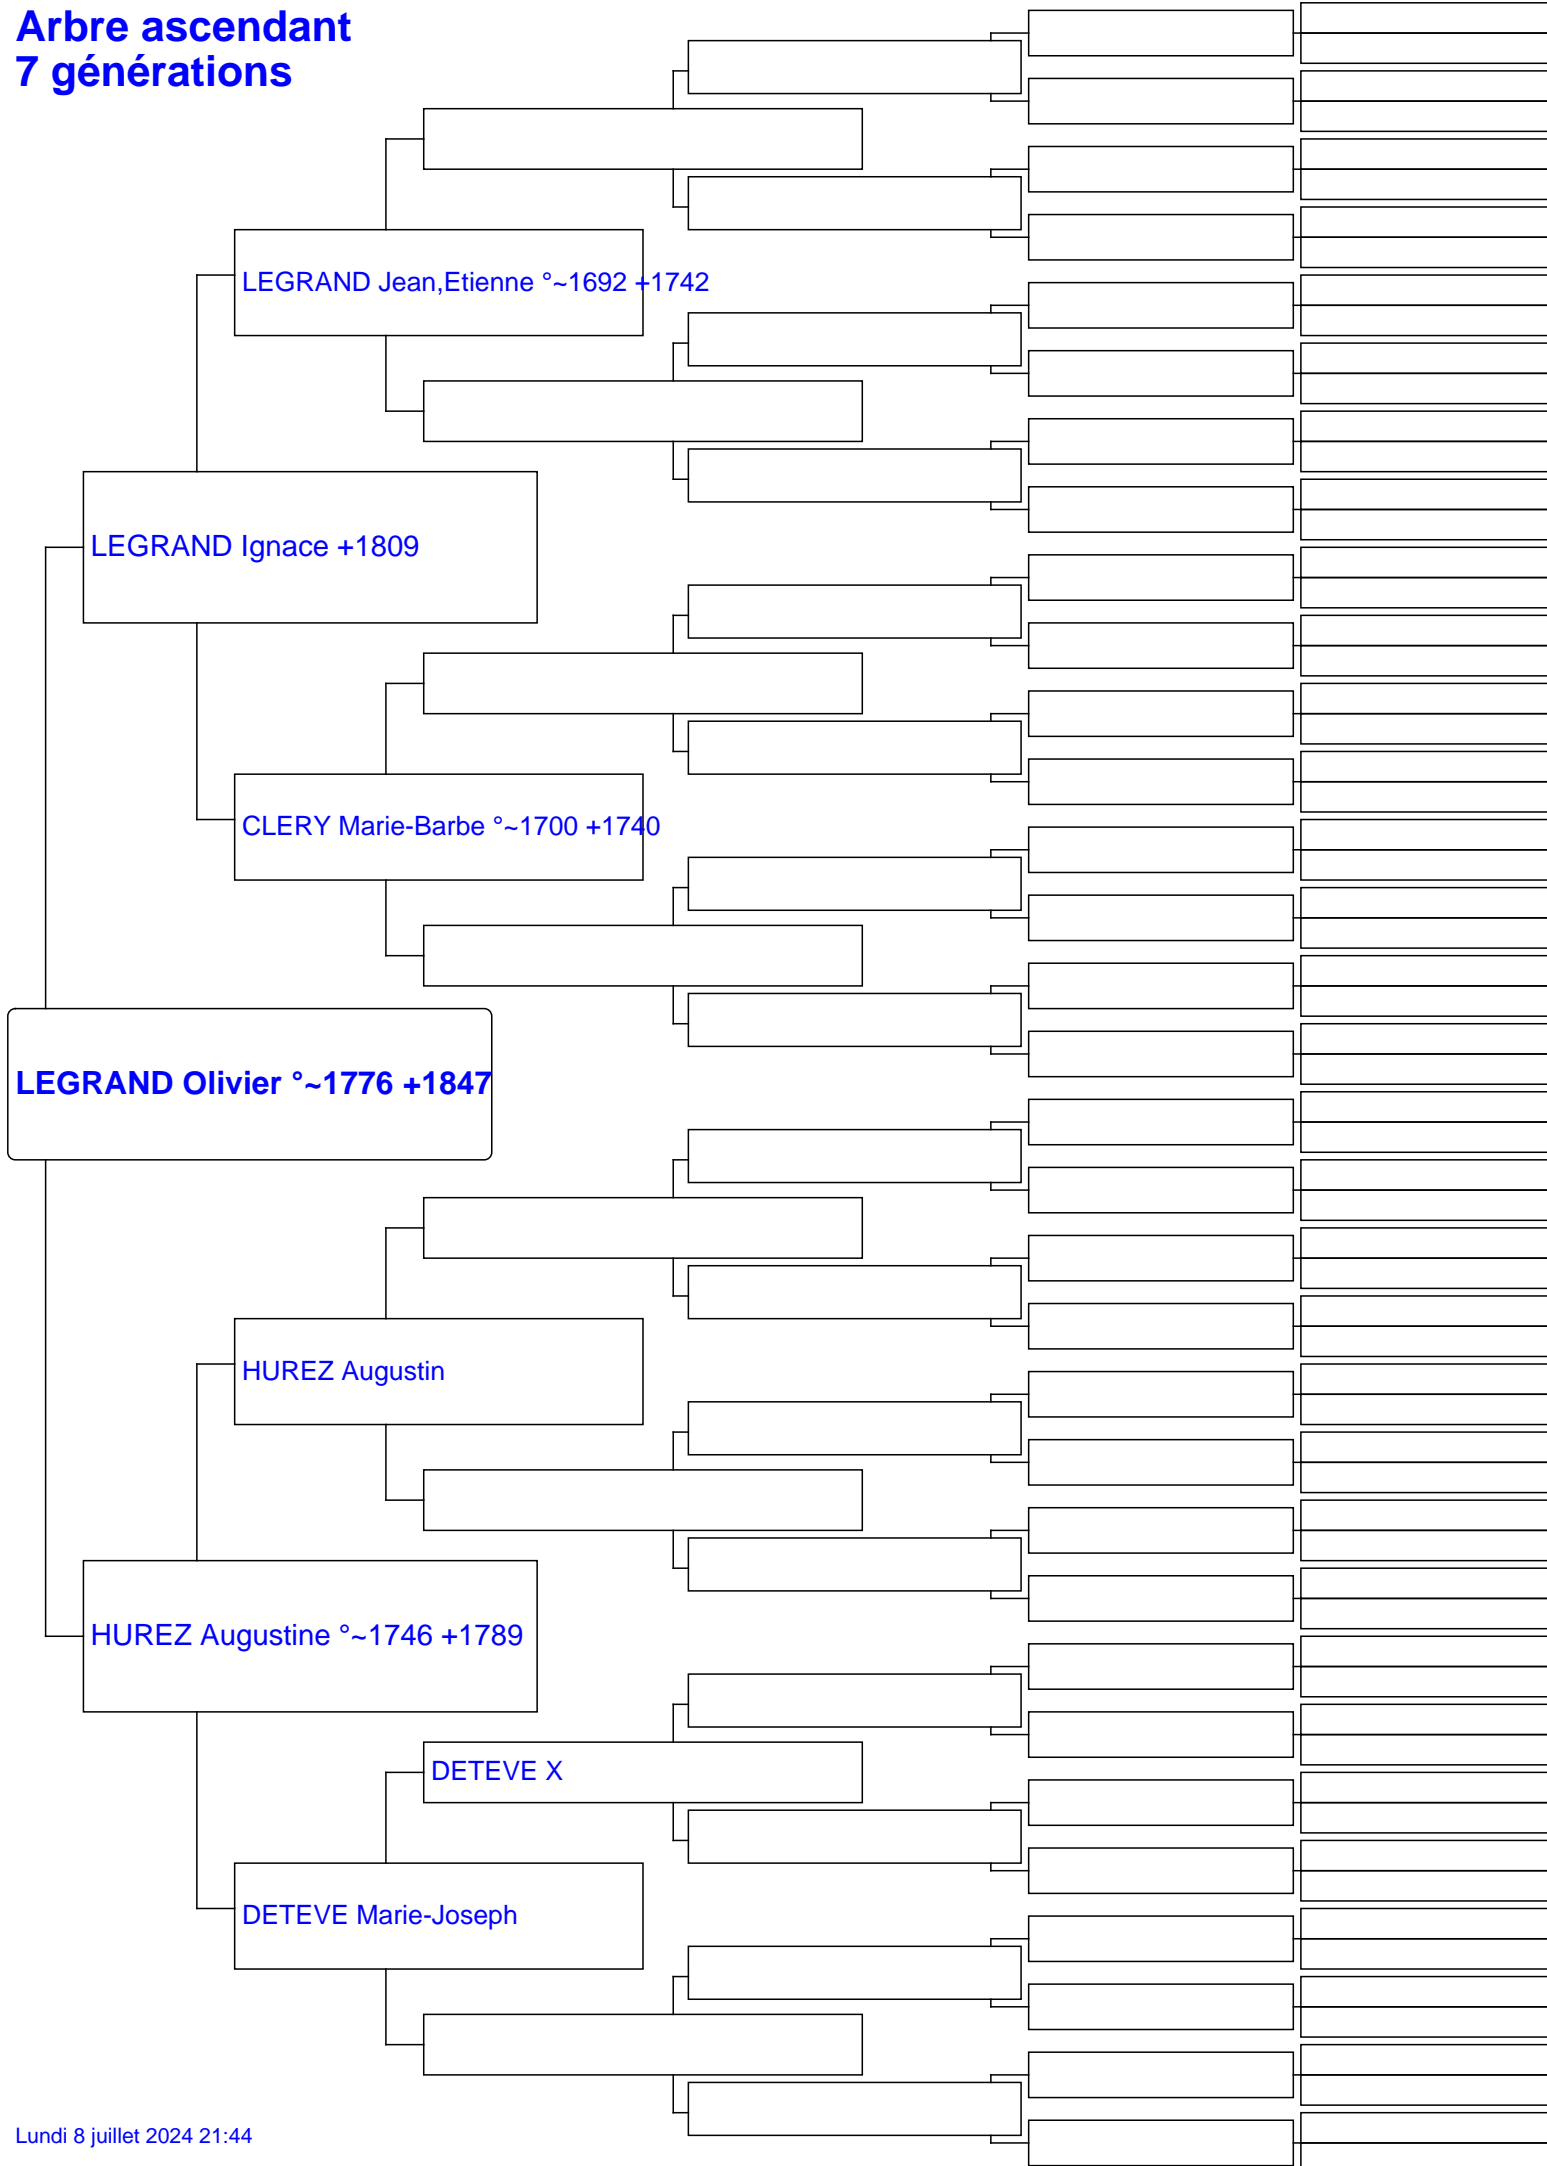 Arbre ascendant
7 générations
LEGRAND Jean,Etienne °~1692 +1742
LEGRAND Ignace +1809
CLERY Marie-Barbe °~1700 +1740
LEGRAND Olivier °~1776 +1847
HUREZ Augustin
HUREZ Augustine °~1746 +1789
DETEVE X
DETEVE Marie-Joseph
Lundi 8 juillet 2024 21:44